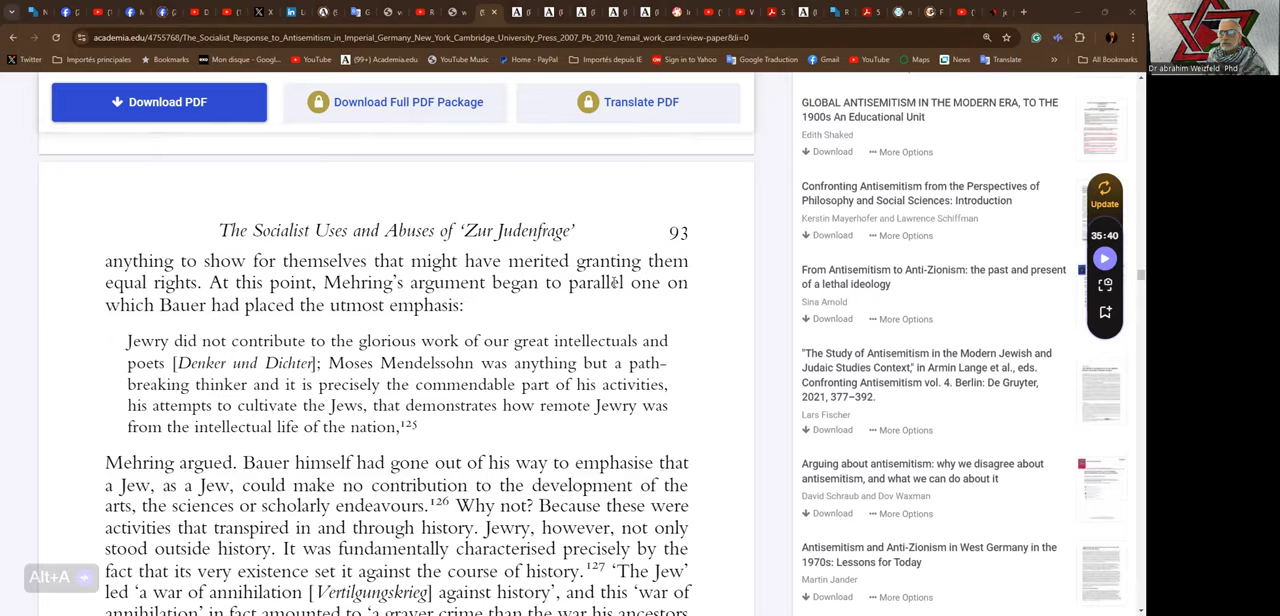 academia.edu/4755768/The_Socialist_Response_to_Antisemitism_in_Imperial_Germany_New_York_Cambridge_University_Press_2007_Pb_2010_?email_work_card=view-paper&li=0
Twitter
Importés principales
Bookmarks
Mon disque - Googl...
YouTube
(99+) Academia.edu
YouTube Music
Home - PayPal
Importés depuis IE
Sign in to Yahoo
Google Traduction
Facebook
Gmail
YouTube
Maps
News
Translate
All Bookmarks
Dr abrahim Weizfeld Phd
Download PDF
Download Full PDF Package
Translate PDF
The Socialist Uses and Abuses of ‘Zur Judenfrage’ 93
anything to show for themselves that might have merited granting them
equal rights. At this point, Mehring’s argument began to parallel one on
which Bauer had placed the utmost emphasis:
Jewry did not contribute to the glorious work of our great intellectuals and
poets [Denker und Dichter]; Moses Mendelssohn was anything but a path-
breaking thinker and it is precisely the commendable part of his activities,
his attempts to cultivate the Jews, that demonstrates how remote Jewry was
from the intellectual life of the nation,¹²⁵
Mehring argued. Bauer himself had gone out of his way to emphasise that
a Jew, as a Jew, could make no contribution to the development of the
arts, the sciences or scholarly endeavours.¹²⁶ Why not? Because these were
activities that transpired in and through history. Jewry, however, not only
stood outside history. It was fundamentally characterised precisely by the
fact that its very existence militated against the course of history.¹²⁷ ‘The Jews
led ‘a war of annihilation [Vertilgungskrieg] against history’, and this ‘war of
annihilation’ in fact amounted to ‘a
GLOBAL ANTISEMITISM IN THE MODERN ERA, TO THE
1900s An Educational Unit
Edith Shaked
Download
More Options
Confronting Antisemitism from the Perspectives of
Philosophy and Social Sciences: Introduction
Kerstin Mayerhofer and Lawrence Schiffman
Download
More Options
From Antisemitism to Anti-Zionism: the past and present
of a lethal ideology
Sina Arnold
Download
More Options
"The Study of Antisemitism in the Modern Jewish and
Judaic Studies Context," in Armin Lange et al., eds.
Confronting Antisemitism vol. 4. Berlin: De Gruyter,
2021, 377–392.
Lars Fischer
Download
More Options
Arguing about antisemitism: why we disagree about
antisemitism, and what we can do about it
David Schraub and Dov Waxman
Download
More Options
Antisemitism and Anti-Zionism in West Germany in the
1970s: Lessons for Today
Martin Jander
Download
More Options
Update
35:40
Alt+A